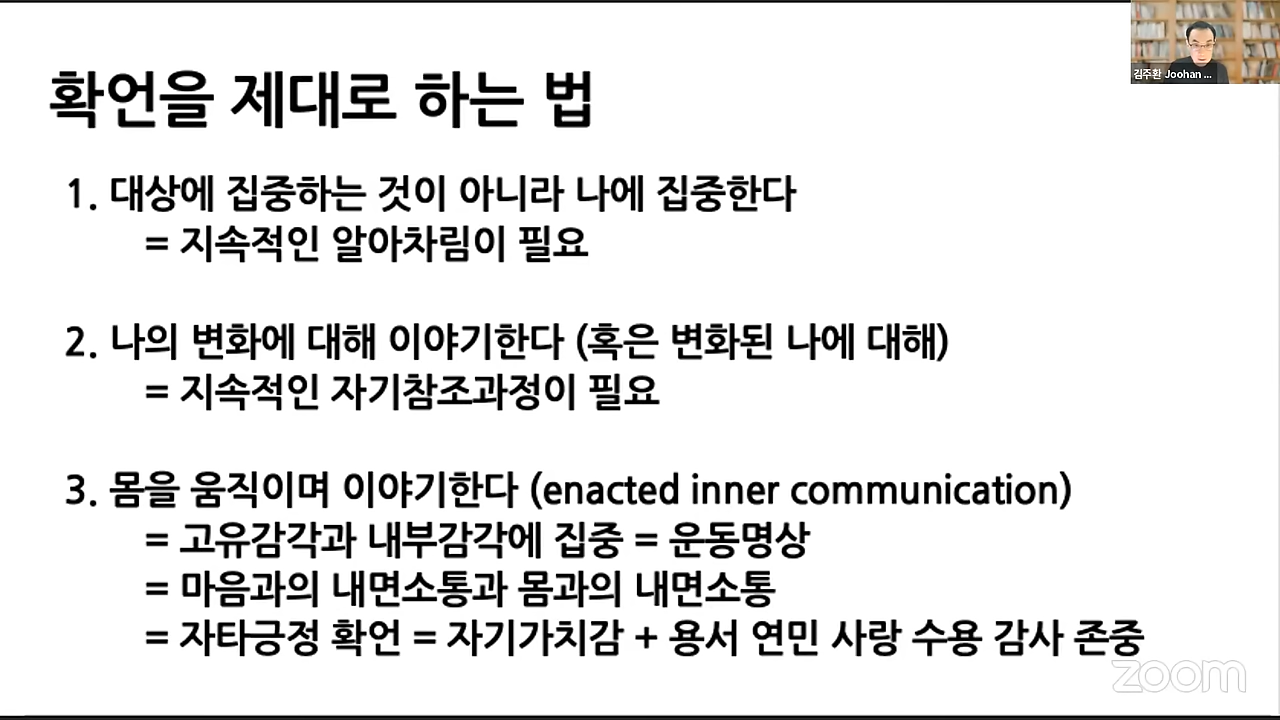 확언을 제대로 하는 법
1. 대상에 집중하는 것이 아니라 나에 집중한다
= 지속적인 알아차림이 필요
2. 나의 변화에 대해 이야기한다 (혹은 변화된 나에 대해)
= 지속적인 자기참조과정이 필요
3. 몸을 움직이며 이야기한다 (enacted inner communication)
= 고유감각과 내부감각에 집중 = 운동명상
= 마음과의 내면소통과 몸과의 내면소통
= 자타긍정 확언 = 자기가치감 + 용서 연민 사랑 수용 감사 존중
김주환 Joohan ...
zoom